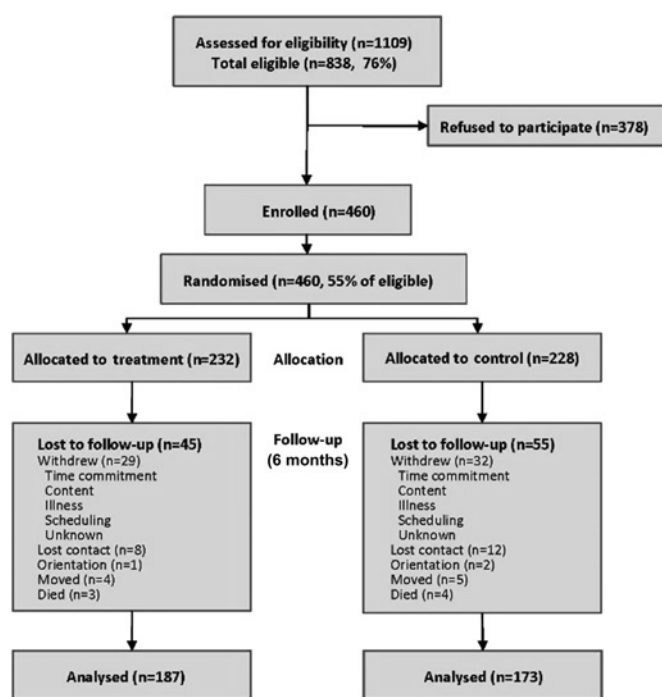 Assessed for eligibility (n=1109)
Total eligible (n=838, 76%)
Refused to participate (n=378)
Enrolled (n=460)
Randomised (n=460, 55% of eligible)
Allocated to treatment (n=232)
Allocation
Allocated to control (n=228)
Lost to follow-up (n=45)
Withdrew (n=29)
Time commitment
Content
Illness
Scheduling
Unknown
Lost contact (n=8)
Orientation (n=1)
Moved (n=4)
Died (n=3)
Follow-up
(6 months)
Lost to follow-up (n=55)
Withdrew (n=32)
Time commitment
Content
Illness
Scheduling
Unknown
Lost contact (n=12)
Orientation (n=2)
Moved (n=5)
Died (n=4)
Analysed (n=187)
Analysed (n=173)